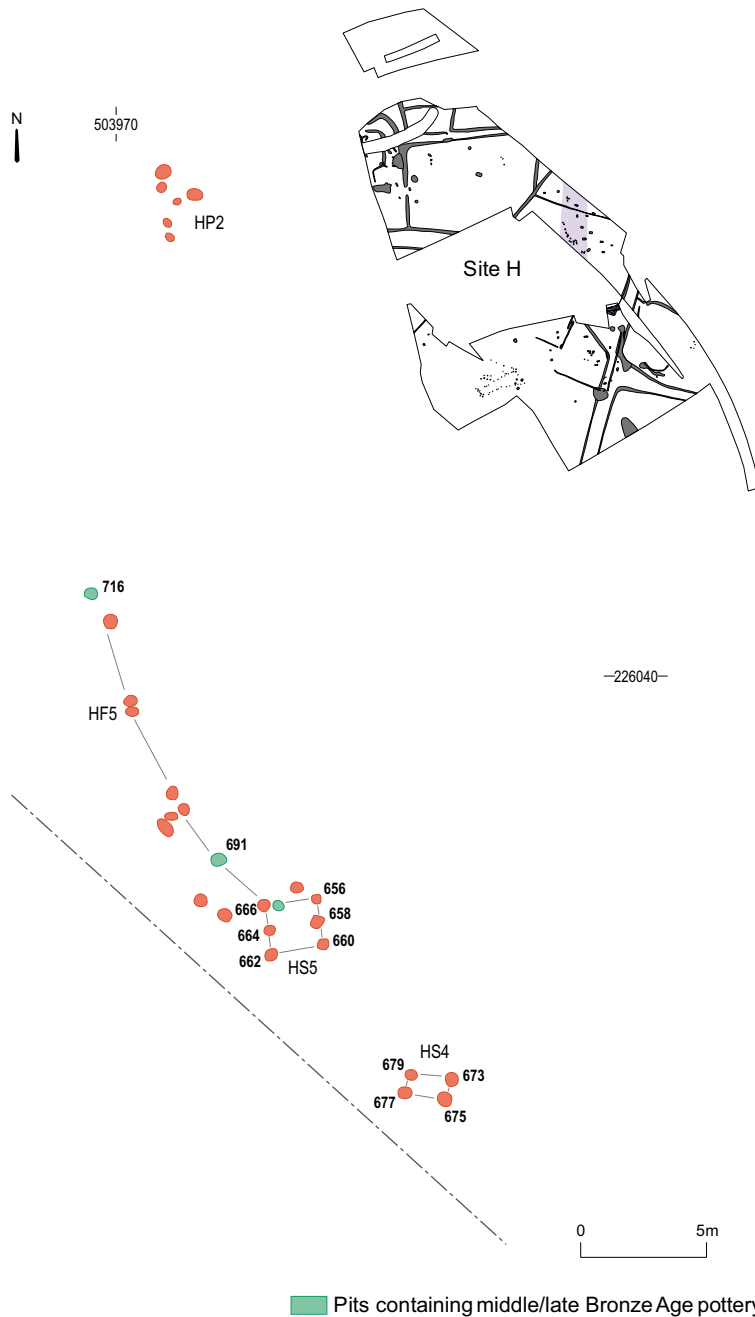 N
503970
HP2
Site H
716
226040
HF5
691
656
666
658
664
660
662
HS5
HS4
679
673
677
675
0
5m
Pits containing middle/late Bronze Age pottery